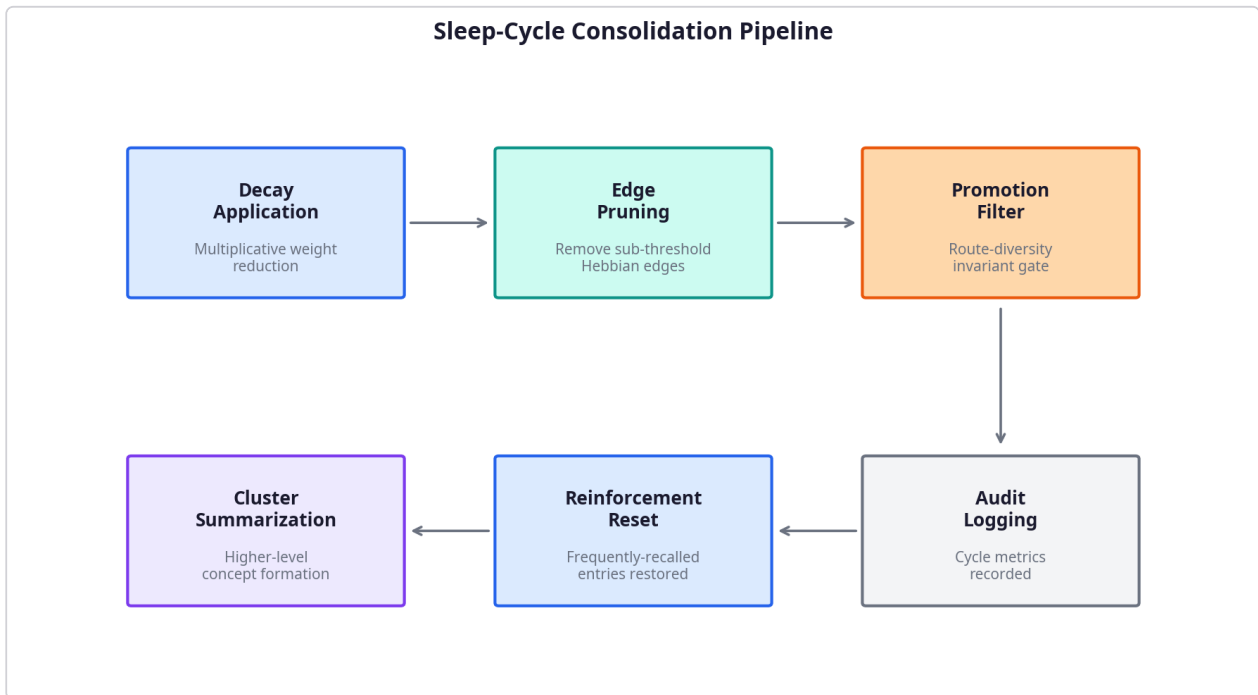 Sleep-Cycle Consolidation Pipeline
Decay
Application
Multiplicative weight
reduction
Edge
Pruning
Remove sub-threshold
Hebbian edges
Promotion
Filter
Route-diversity
invariant gate
Cluster
Summarization
Higher-level
concept formation
Reinforcement
Reset
Frequently-recalled
entries restored
Audit
Logging
Cycle metrics
recorded